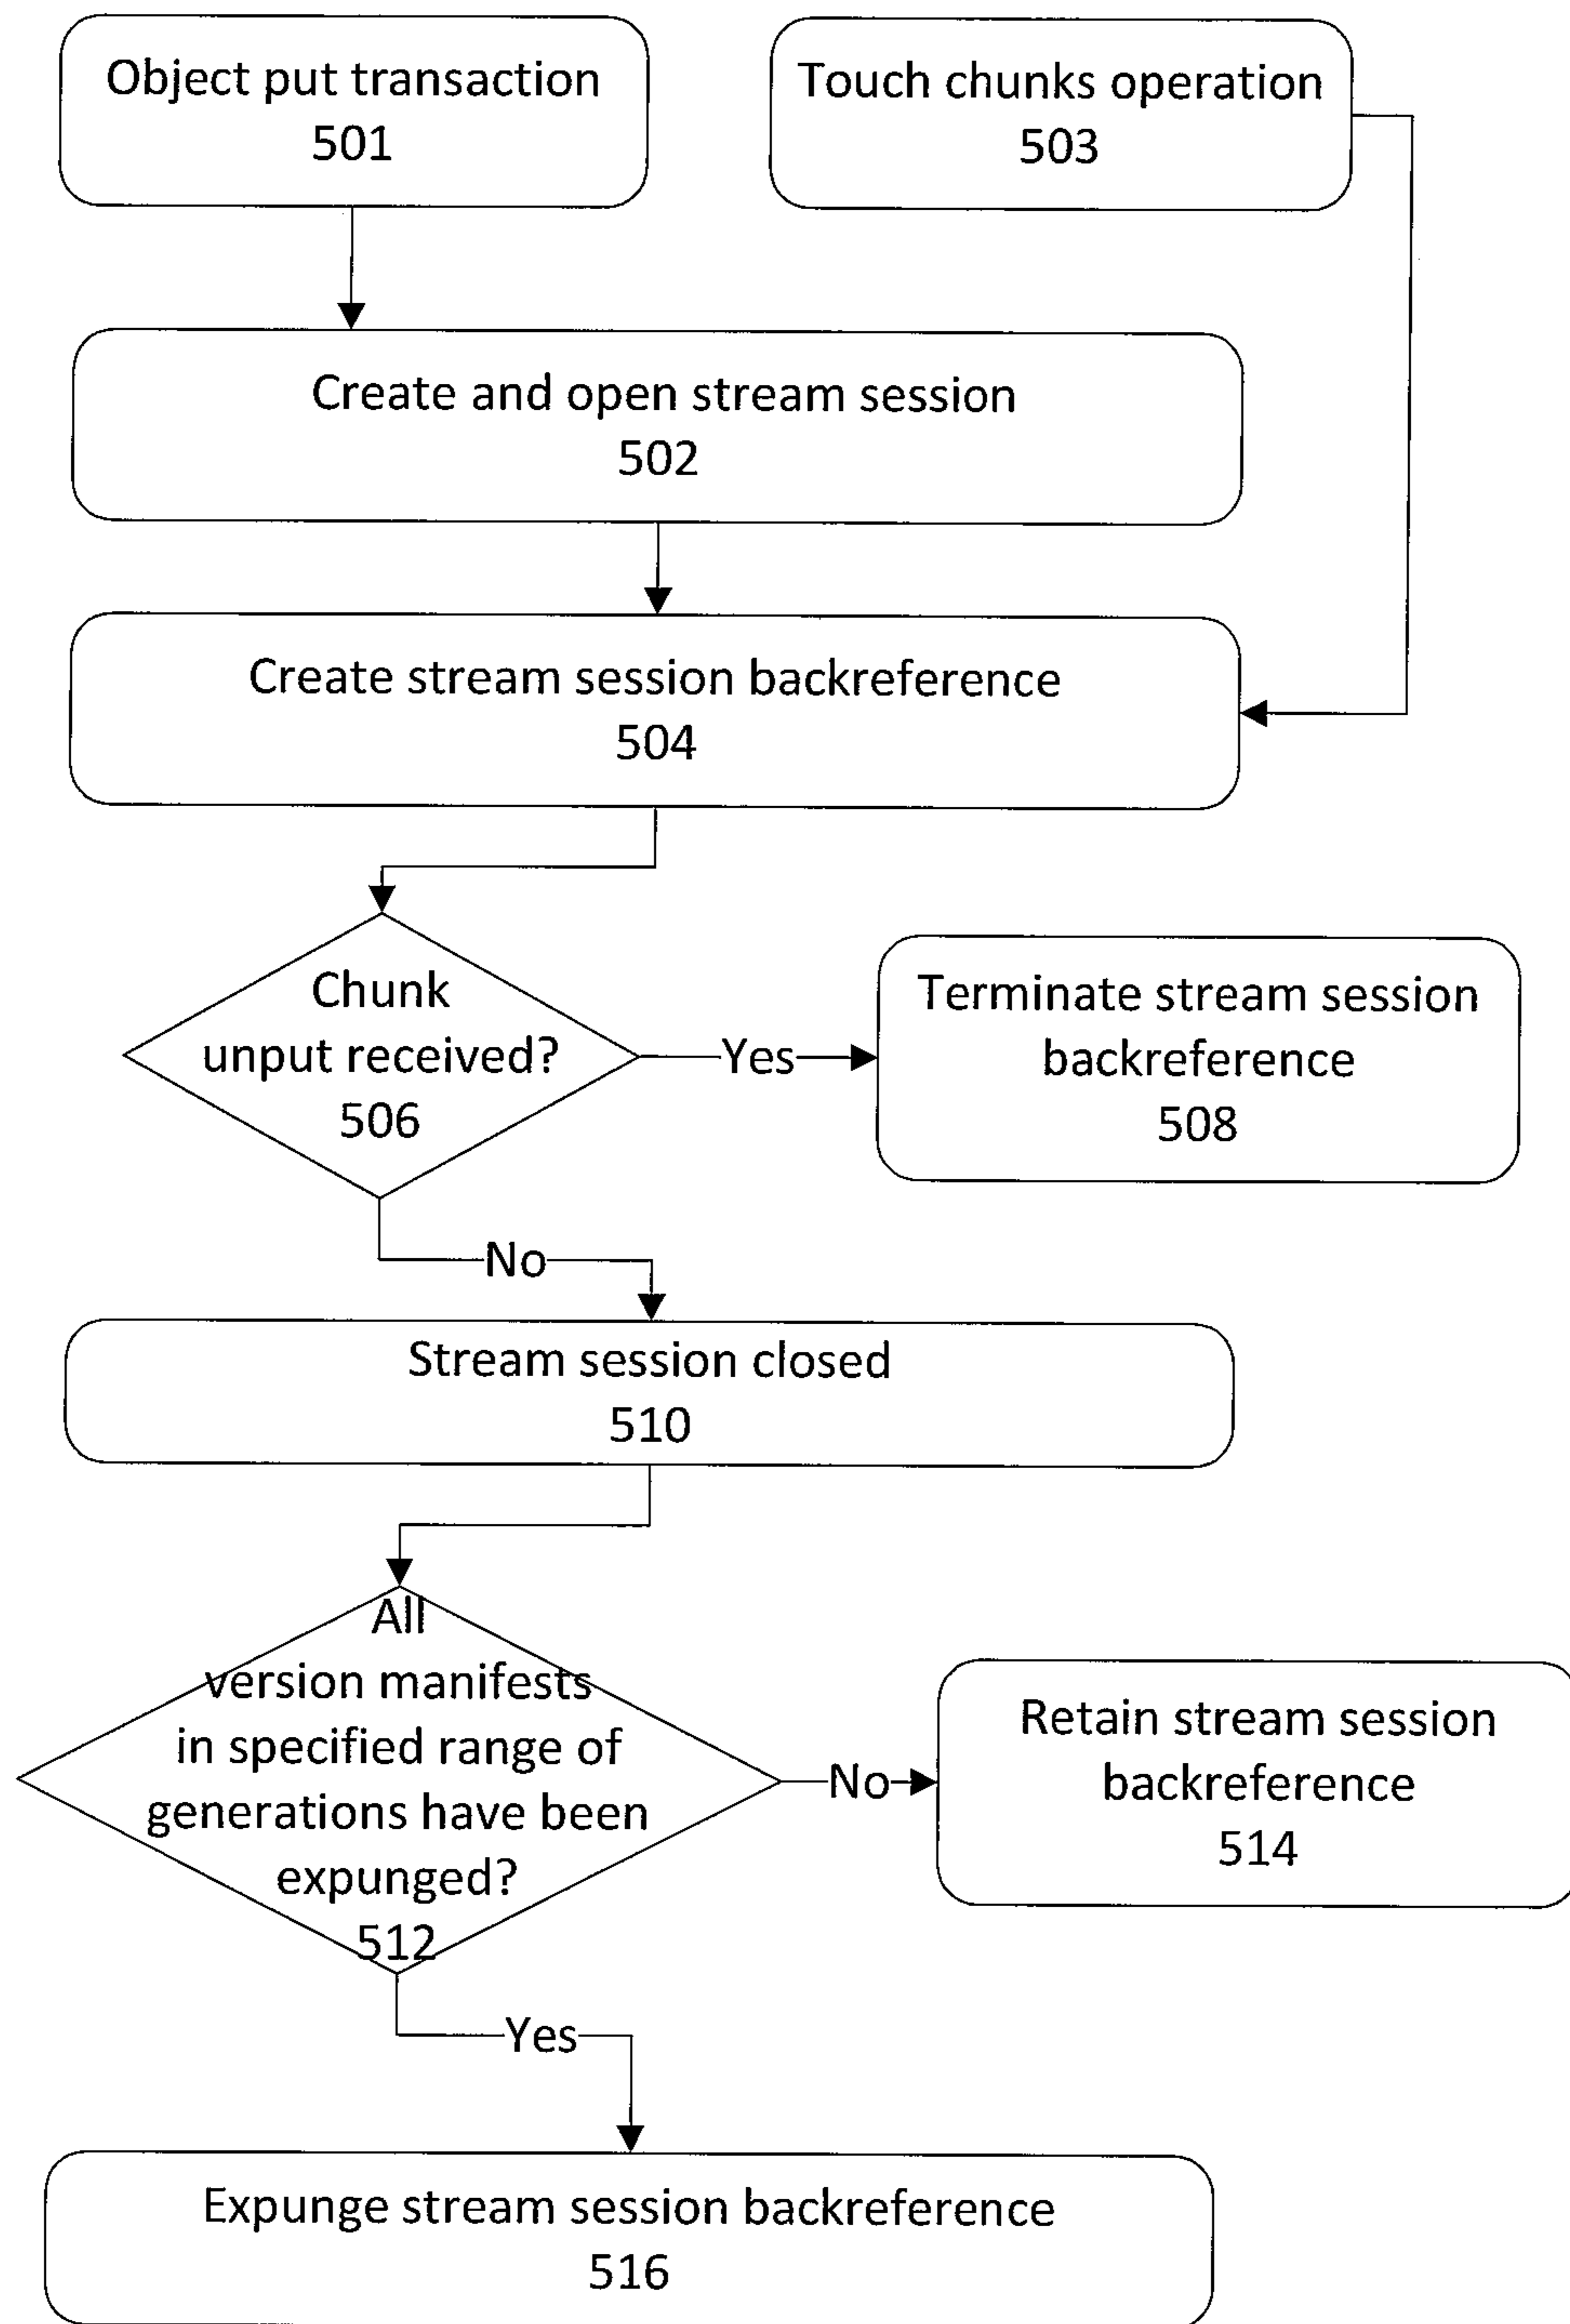 Object put transaction
501
Touch chunks operation
503
Create and open stream session
502
Create stream session backreference
504
Chunk
unput received?
506
Yes
Terminate stream session
backreference
508
No
Stream session closed
510
All
version manifests
in specified range of
generations have been
expunged?
512
No
Retain stream session
backreference
514
Yes
Expunge stream session backreference
516